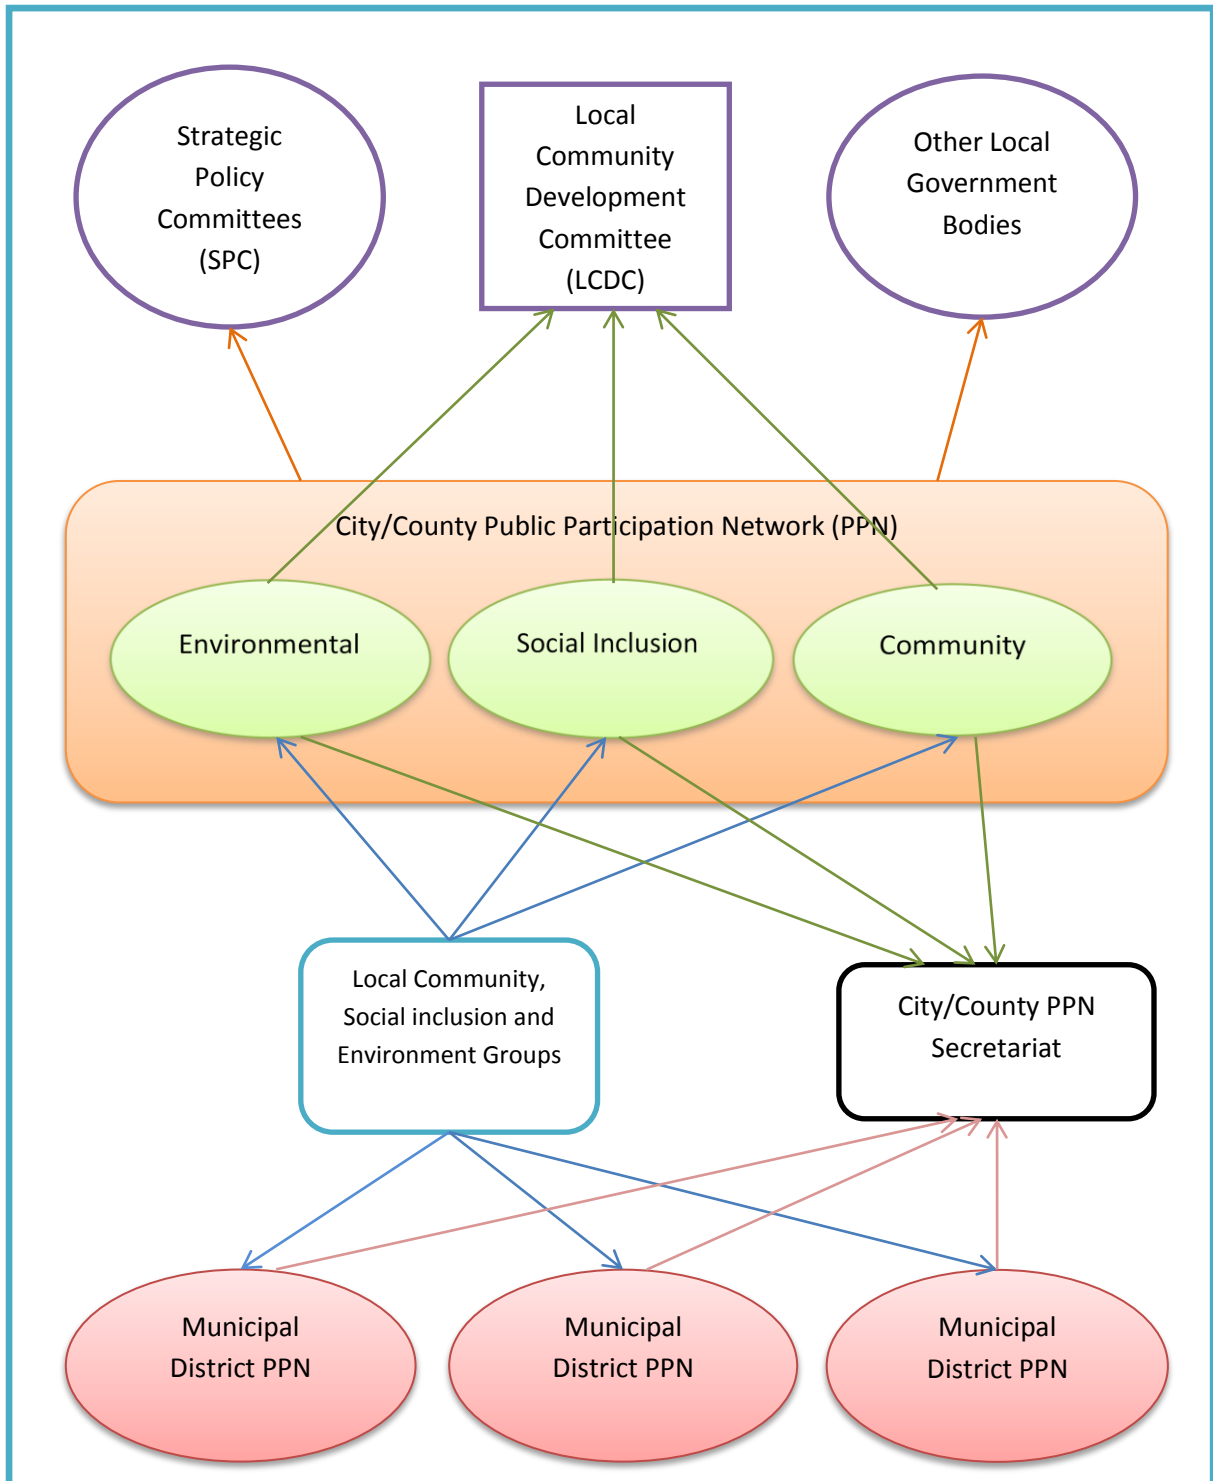 Strategic
Policy
Committees
(SPC)
Local
Community
Development
Committee
(LCDC)
Other Local
Government
Bodies
City/County Public Participation Network (PPN)
Environmental
Social Inclusion
Community
Local Community,
Social inclusion and
Environment Groups
City/County PPN
Secretariat
Municipal
District PPN
Municipal
District PPN
Municipal
District PPN